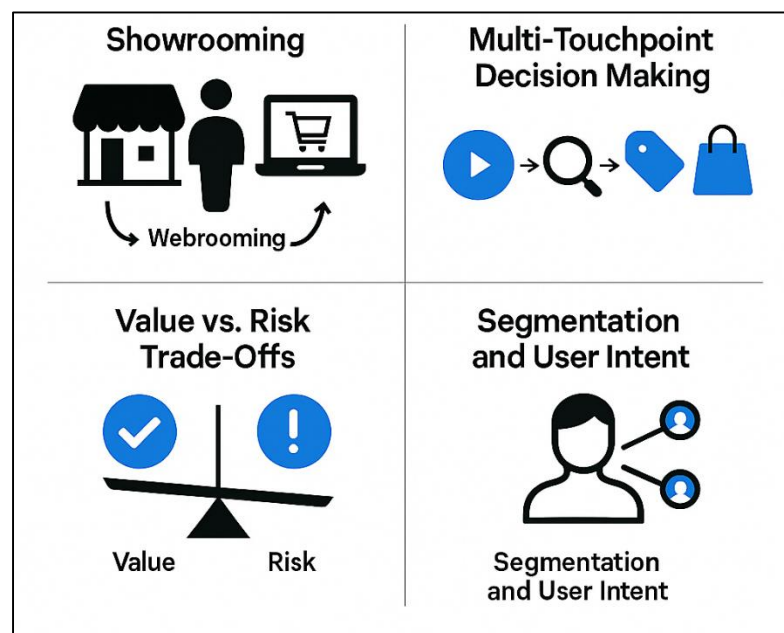 Showrooming
Webrooming
Multi-Touchpoint
Decision Making
Value vs. Risk
Trade-Offs
Value
Risk
Segmentation
and User Intent
Segmentation
and User Intent